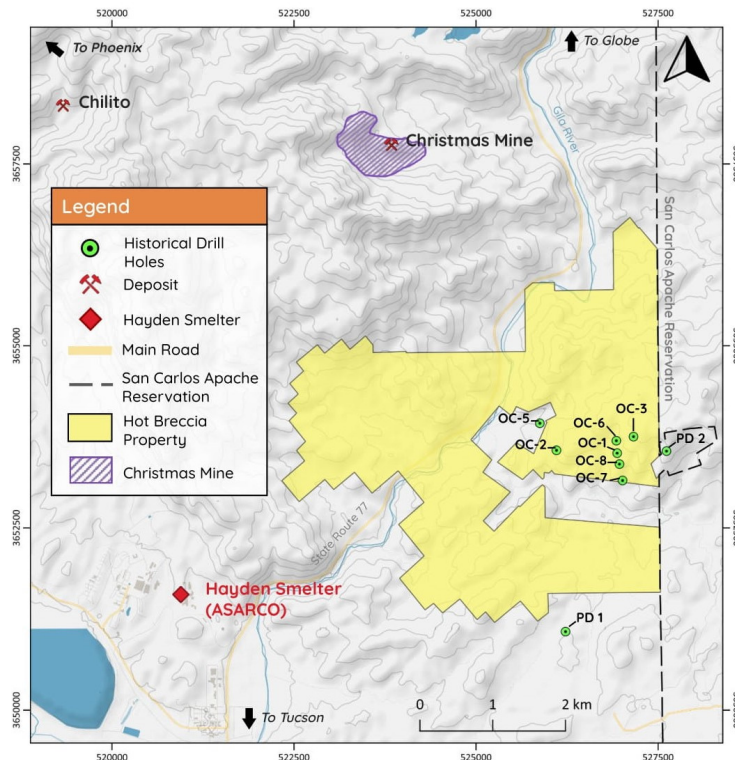 520000
522500
525000
527500
To Phoenix
To Globe
Chilito
Christmas Mine
Gila River
3657500
Legend
Historical Drill
Holes
Deposit
Hayden Smelter
Main Road
San Carlos Apache
Reservation
Hot Breccia
Property
Christmas Mine
San Carlos Apache Reservation
3655000
OC-5
OC-2
OC-6
OC-3
OC-1
OC-8
OC-7
PD 2
3652500
State Route 77
Hayden Smelter
(ASARCO)
PD 1
3650000
0
1
2 km
To Tucson
520000
522500
525000
527500